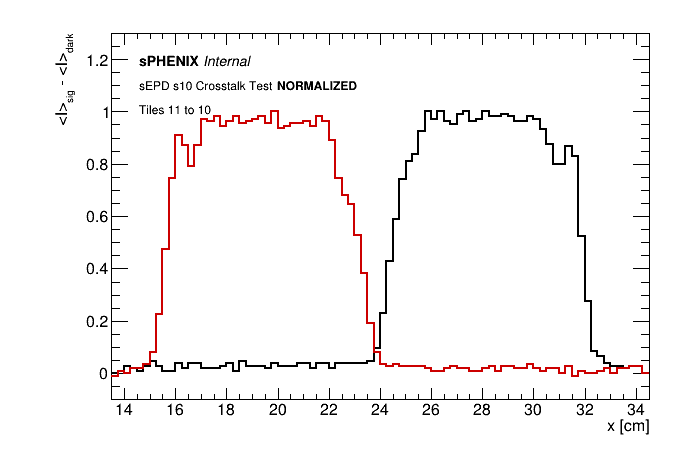 <I>sig - <I>dark
sPHENIX Internal
sEPD s10 Crosstalk Test NORMALIZED
Tiles 11 to 10
1.2
1
0.8
0.6
0.4
0.2
0
14 16 18 20 22 24 26 28 30 32 34
x [cm]